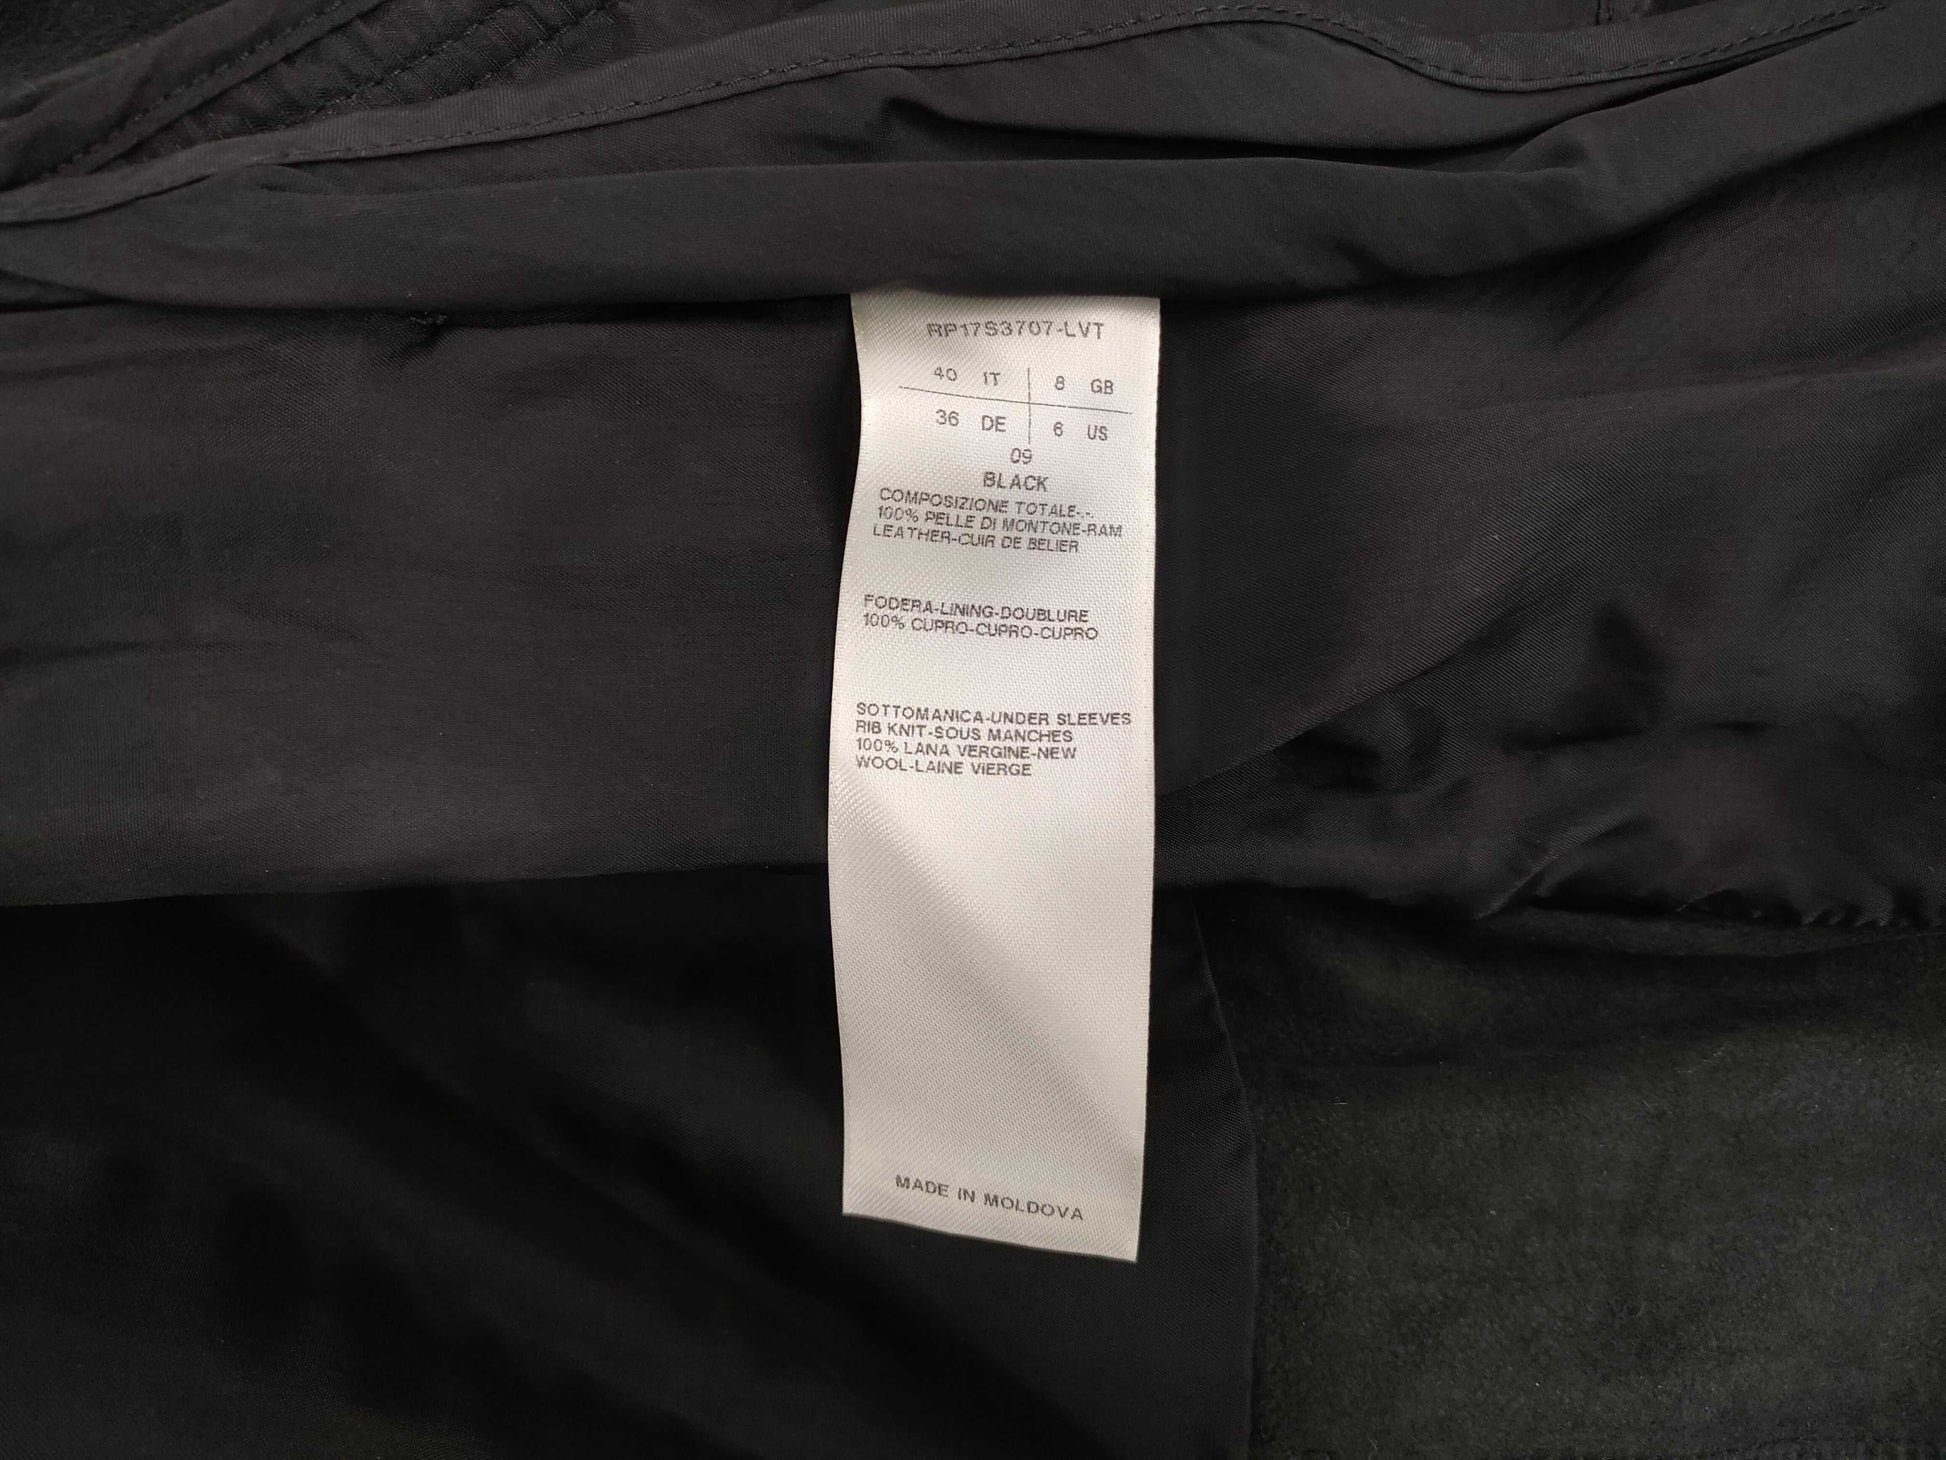 RP17S3707-LVT
40 IT 8 GB
36 DE 6 US
09
BLACK
COMPOSIZIONE TOTALE-.-.
100% PELLE DI MONTONE-RAM
LEATHER-CUIR DE BELIER
FODERA-LINING-DOUBLURE
100% CUPRO-CUPRO-CUPRO
SOTTOMANICA-UNDER SLEEVES
RIB KNIT-SOUS MANCHES
100% LANA VERGINE-NEW
WOOL-LAINE VIERGE
MADE IN MOLDOVA